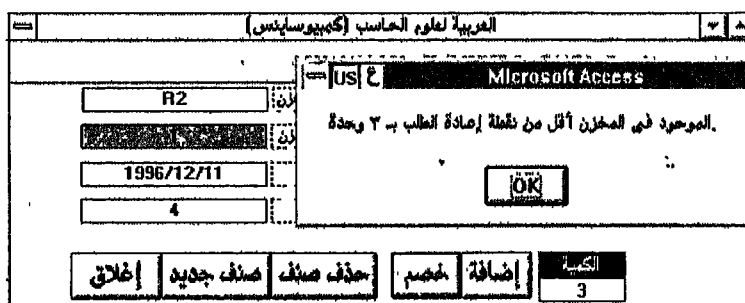 العربية لعلوم الحاسب (كمبيوساينس)
US ع Microsoft Access
الموجود في المخزن أقل من نقطة إعادة الطلب بـ ٣ وحدة.
OK
R2
1996/12/11
4
الكمية
3
إضافة
خصم
حذف صنف
صنف جديد
إغلاق